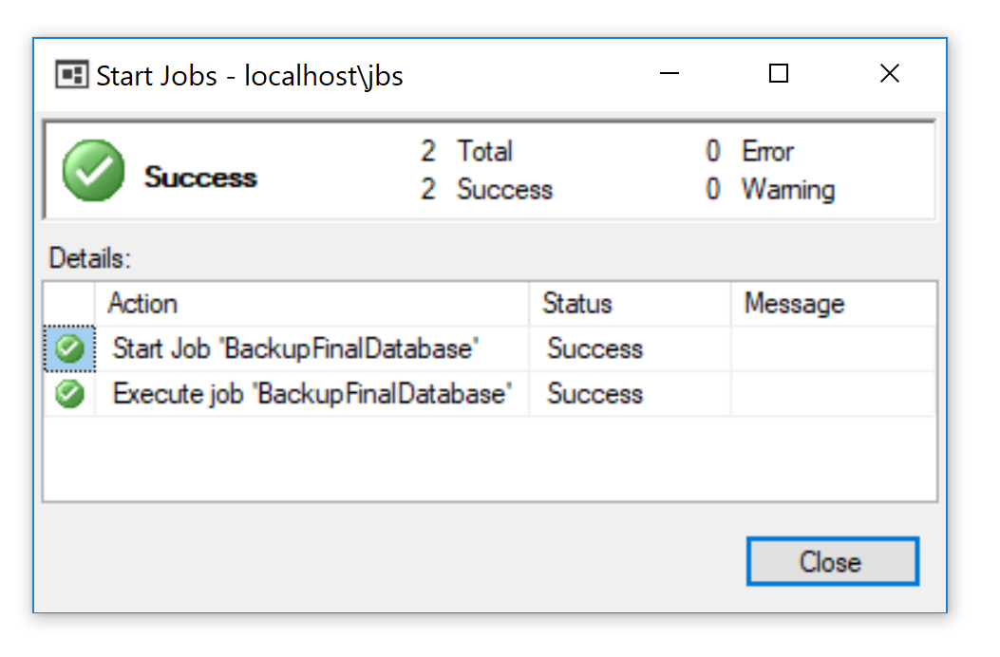 Start Jobs - localhost\jbs
Success
2 Total
0 Error
2 Success
0 Warning
Details:
Action Status Message
Start Job 'BackupFinalDatabase' Success
Execute job 'BackupFinalDatabase' Success
Close